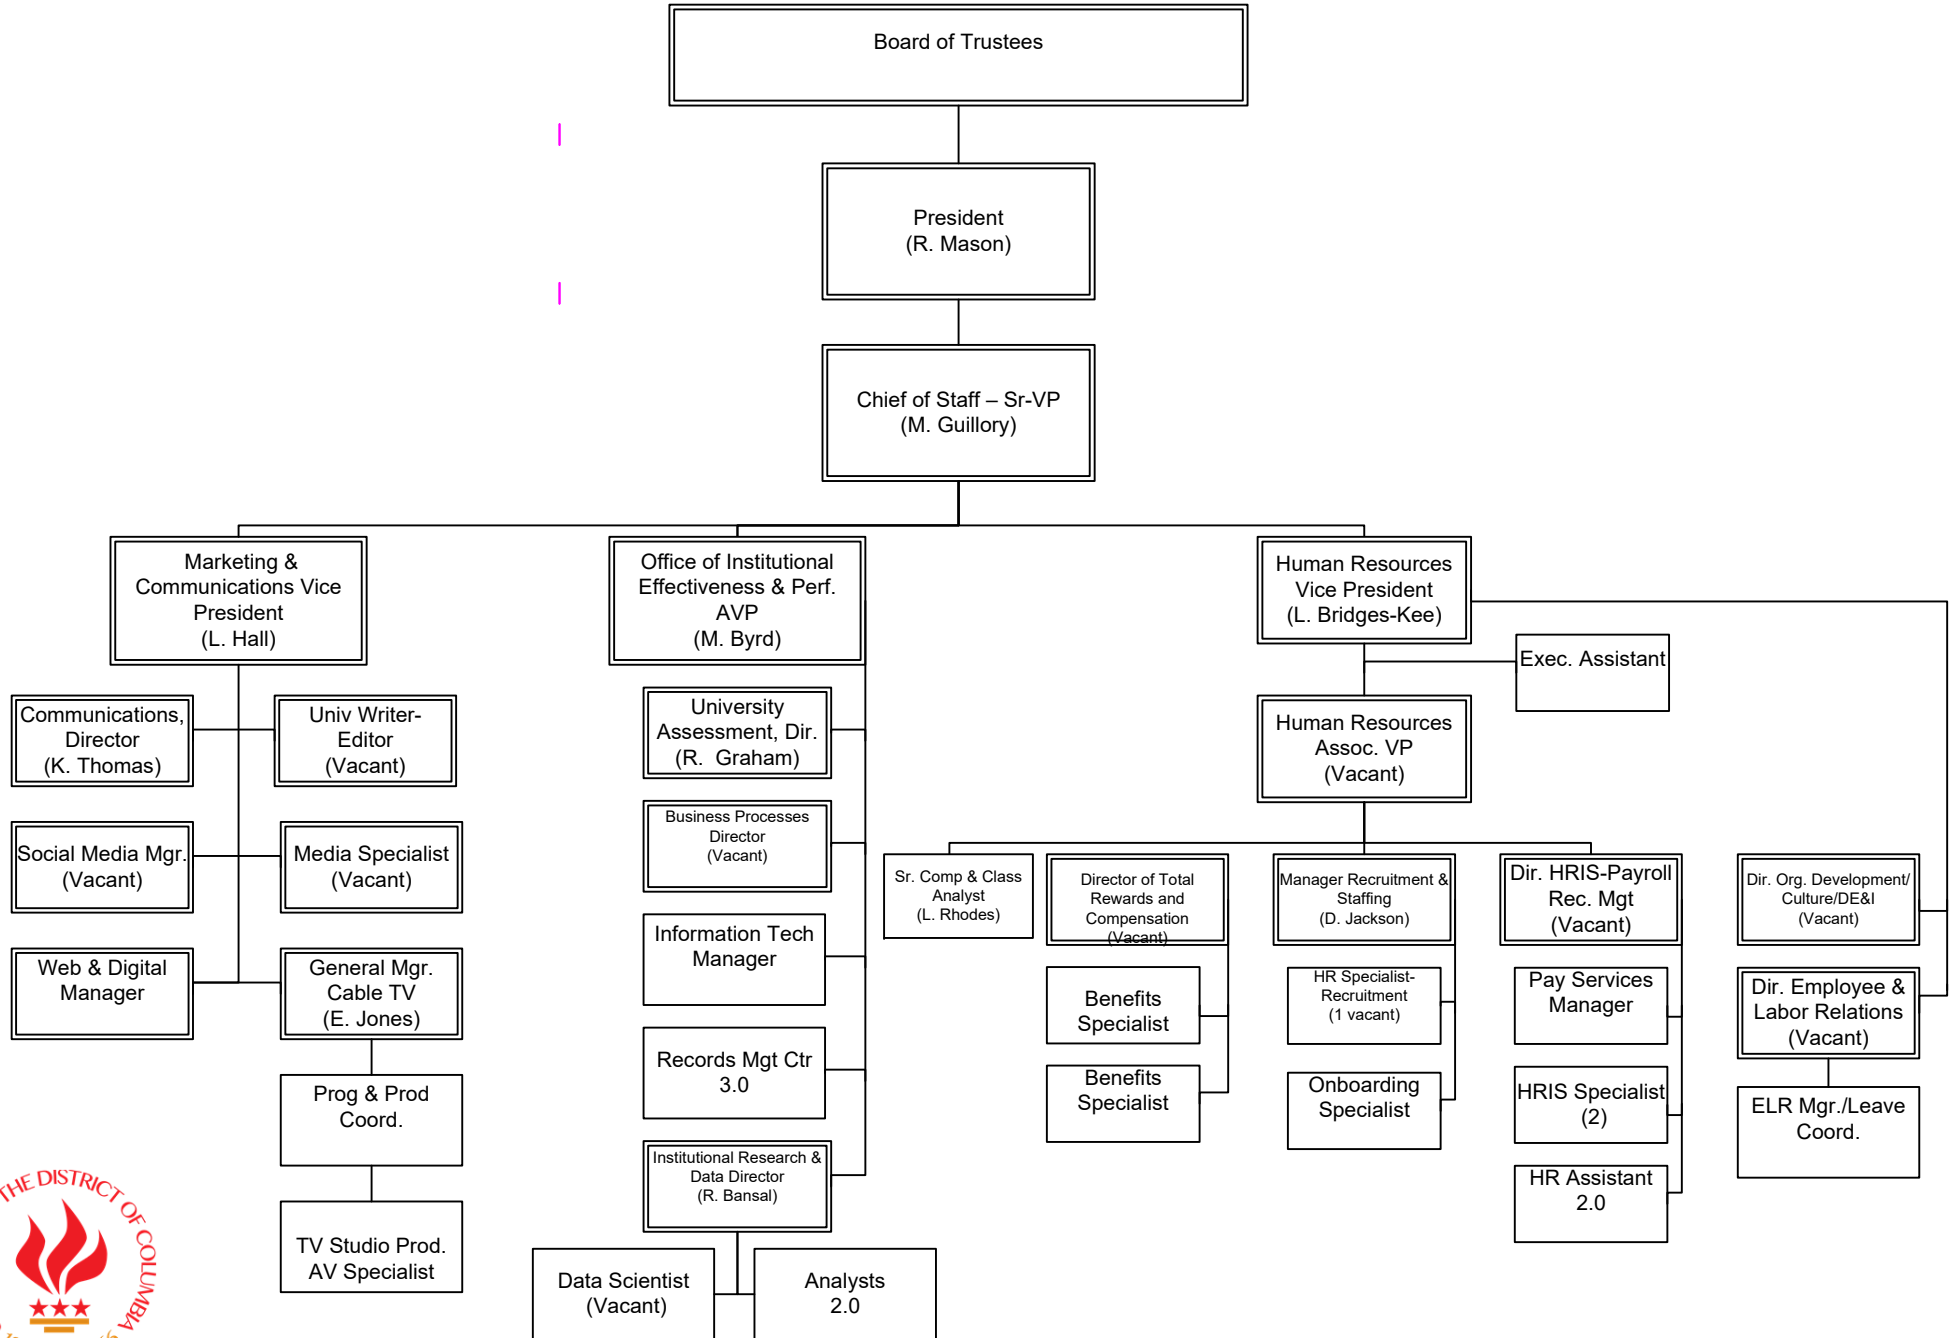 Board of Trustees
President
(R. Mason)
Chief of Staff – Sr-VP
(M. Guillory)
Marketing &
Communications Vice
President
(L. Hall)
Office of Institutional
Effectiveness & Perf.
AVP
(M. Byrd)
Human Resources
Vice President
(L. Bridges-Kee)
Exec. Assistant
Human Resources
Assoc. VP
(Vacant)
Communications,
Director
(K. Thomas)
Univ Writer-
Editor
(Vacant)
Social Media Mgr.
(Vacant)
Media Specialist
(Vacant)
Web & Digital
Manager
General Mgr.
Cable TV
(E. Jones)
Prog & Prod
Coord.
TV Studio Prod.
AV Specialist
University
Assessment, Dir.
(R.  Graham)
Business Processes
Director
(Vacant)
Information Tech
Manager
Records Mgt Ctr
3.0
Institutional Research &
Data Director
(R. Bansal)
Data Scientist
(Vacant)
Analysts
2.0
Sr. Comp & Class
Analyst
(L. Rhodes)
Director of Total
Rewards and
Compensation
(Vacant)
Benefits
Specialist
Benefits
Specialist
Manager Recruitment &
Staffing
(D. Jackson)
HR Specialist-
Recruitment
(1 vacant)
Onboarding
Specialist
Dir. HRIS-Payroll
Rec. Mgt
(Vacant)
Pay Services
Manager
HRIS Specialist
(2)
HR Assistant
2.0
Dir. Org. Development/
Culture/DE&I
(Vacant)
Dir. Employee &
Labor Relations
(Vacant)
ELR Mgr./Leave
Coord.
THE DISTRICT OF COLUMBIA